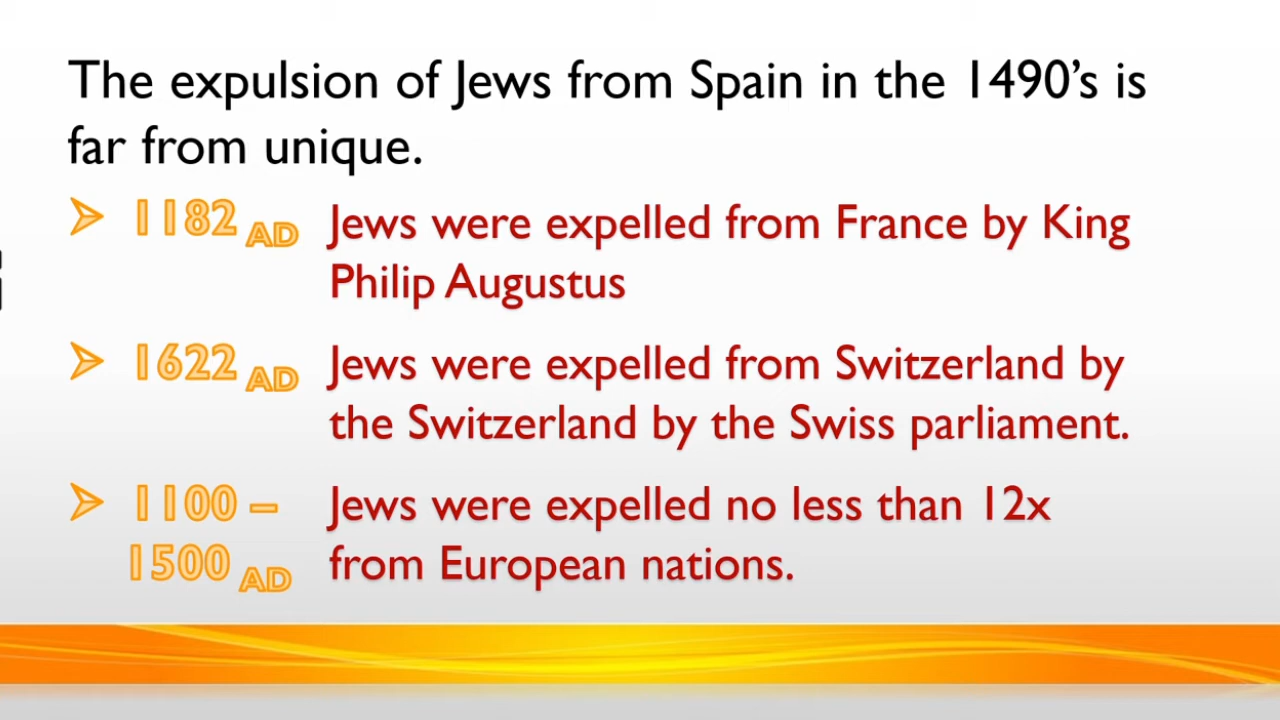 The expulsion of Jews from Spain in the 1490's is
far from unique.
➢ 1182 AD Jews were expelled from France by King
Philip Augustus
➢ 1622 AD Jews were expelled from Switzerland by
the Switzerland by the Swiss parliament.
➢ 1100 – Jews were expelled no less than 12x
1500 AD from European nations.